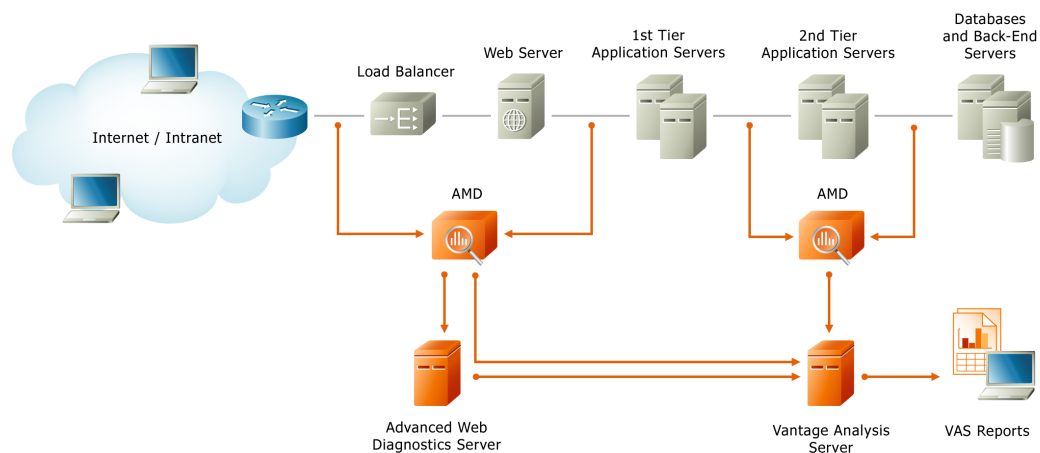 Databases
and Back-End
Servers
1st Tier
Application Servers
2nd Tier
Application Servers
Web Server
Load Balancer
Internet / Intranet
AMD
AMD
Advanced Web
Diagnostics Server
Vantage Analysis
Server
VAS Reports